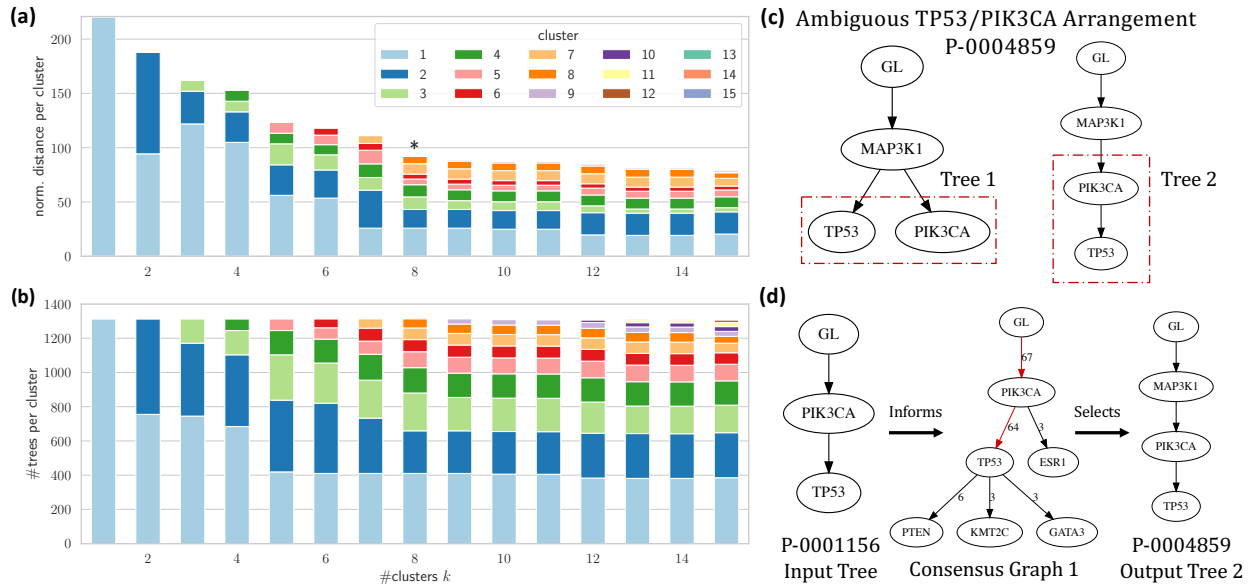 (a)
norm. distance per cluster
200
150
100
50
0
cluster
1 4 7 10 13
2 5 8 11 14
3 6 9 12 15
*
2 4 6 8 10 12 14
(b)
#trees per cluster
1400
1200
1000
800
600
400
200
0
2 4 6 8 10 12 14
#clusters k
(c) Ambiguous TP53/PIK3CA Arrangement
P-0004859
GL
MAP3K1
Tree 1
TP53 PIK3CA
GL
MAP3K1
PIK3CA
Tree 2
TP53
(d)
GL
PIK3CA
TP53
P-0001156
Input Tree
Informs
GL
67
PIK3CA
64 3
TP53 ESR1
6 3 3
PTEN KMT2C GATA3
Consensus Graph 1
Selects
GL
MAP3K1
PIK3CA
TP53
P-0004859
Output Tree 2